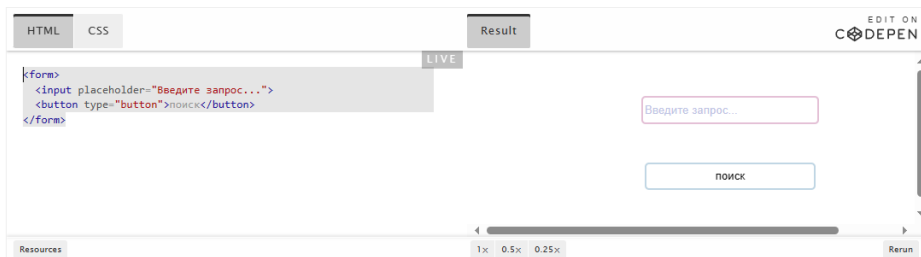 HTML CSS Result EDIT ON
CODEPEN
LIVE
<form>
<input placeholder="Введите запрос...">
<button type="button">поиск</button>
</form>
Введите запрос...
поиск
Resources 1× 0.5× 0.25× Rerun